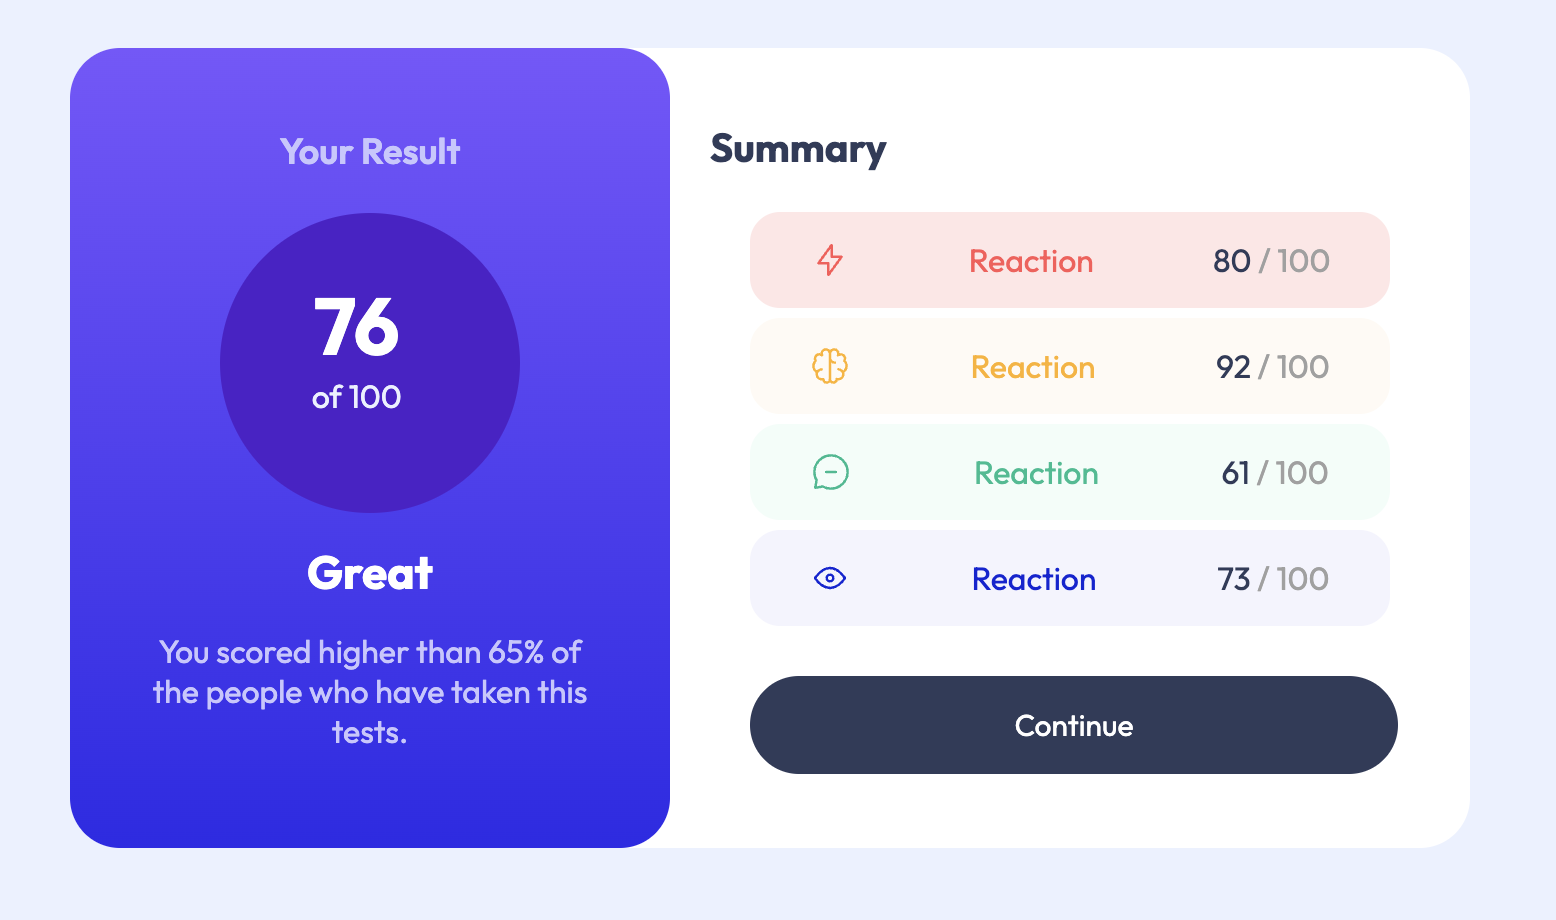 Your Result
76
of 100
Great
You scored higher than 65% of
the people who have taken this
tests.
Summary
Reaction 80 / 100
Reaction 92 / 100
Reaction 61 / 100
Reaction 73 / 100
Continue